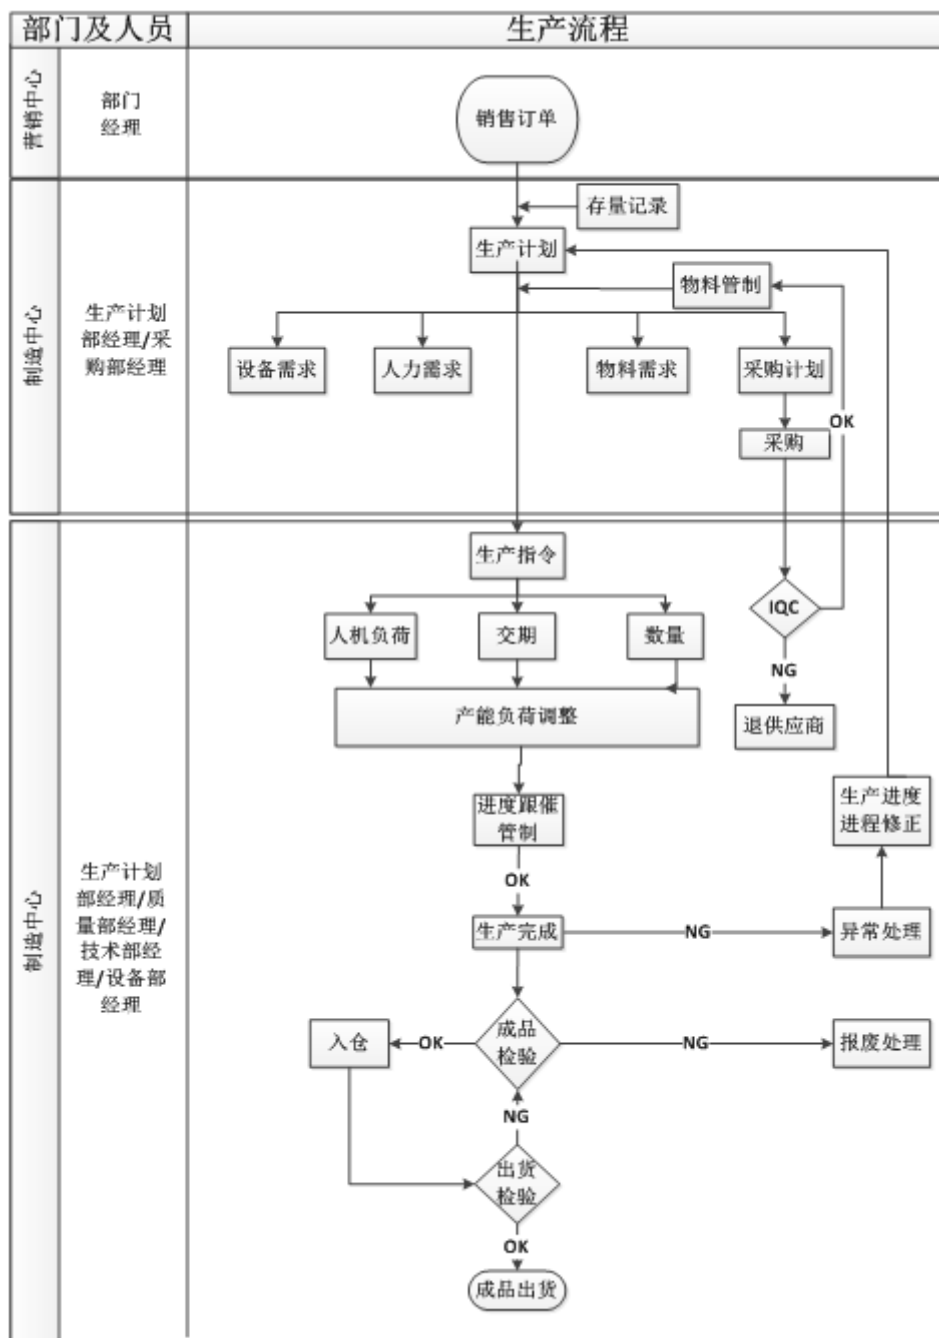 部门及人员
生产流程
营销中心
部门
经理
销售订单
制造中心
生产计划
部经理/采
购部经理
存量记录
生产计划
物料管制
设备需求
人力需求
物料需求
采购计划
OK
采购
制造中心
生产计划
部经理/质
量部经理/
技术部经
理/设备部
经理
生产指令
IQC
人机负荷
交期
数量
NG
产能负荷调整
退供应商
进度跟催
管制
生产进度
进程修正
OK
生产完成
NG
异常处理
入仓
OK
成品
检验
NG
报废处理
NG
出货
检验
OK
成品出货